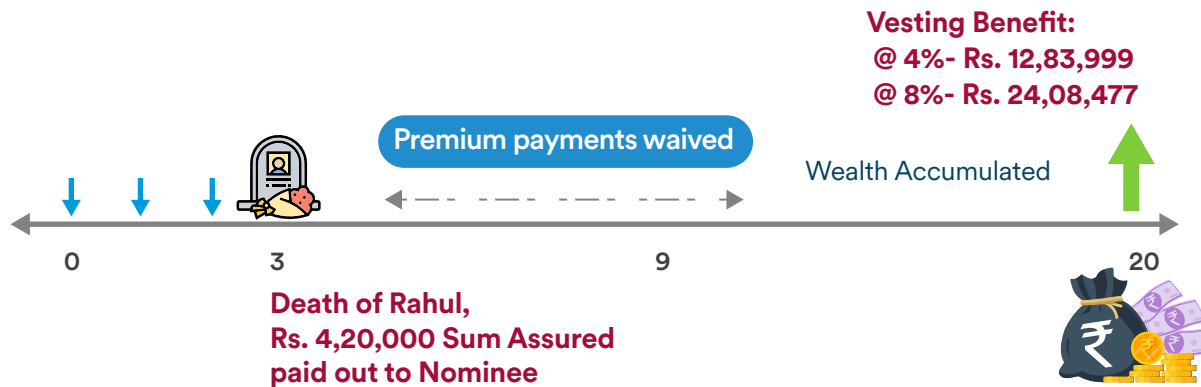 Vesting Benefit:
@ 4%- Rs. 12,83,999
@ 8%- Rs. 24,08,477
Premium payments waived
Wealth Accumulated
0
3
9
20
Death of Rahul,
Rs. 4,20,000 Sum Assured
paid out to Nominee
₹
₹
₹
₹